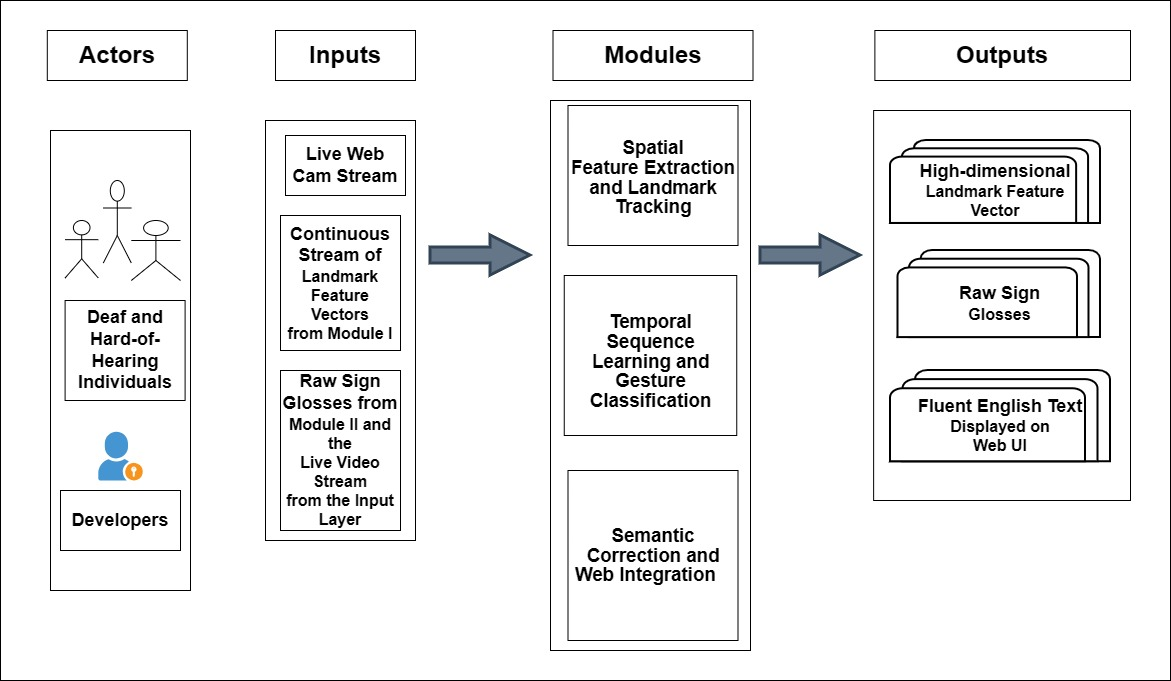 Actors
Inputs
Modules
Outputs
Deaf and
Hard-of-
Hearing
Individuals
Developers
Live Web
Cam Stream
Continuous
Stream of
Landmark
Feature
Vectors
from Module I
Raw Sign
Glosses from
Module II and
the
Live Video
Stream
from the Input
Layer
Spatial
Feature Extraction
and Landmark
Tracking
Temporal
Sequence
Learning and
Gesture
Classification
Semantic
Correction and
Web Integration
High-dimensional
Landmark Feature
Vector
Raw Sign
Glosses
Fluent English Text
Displayed on
Web UI